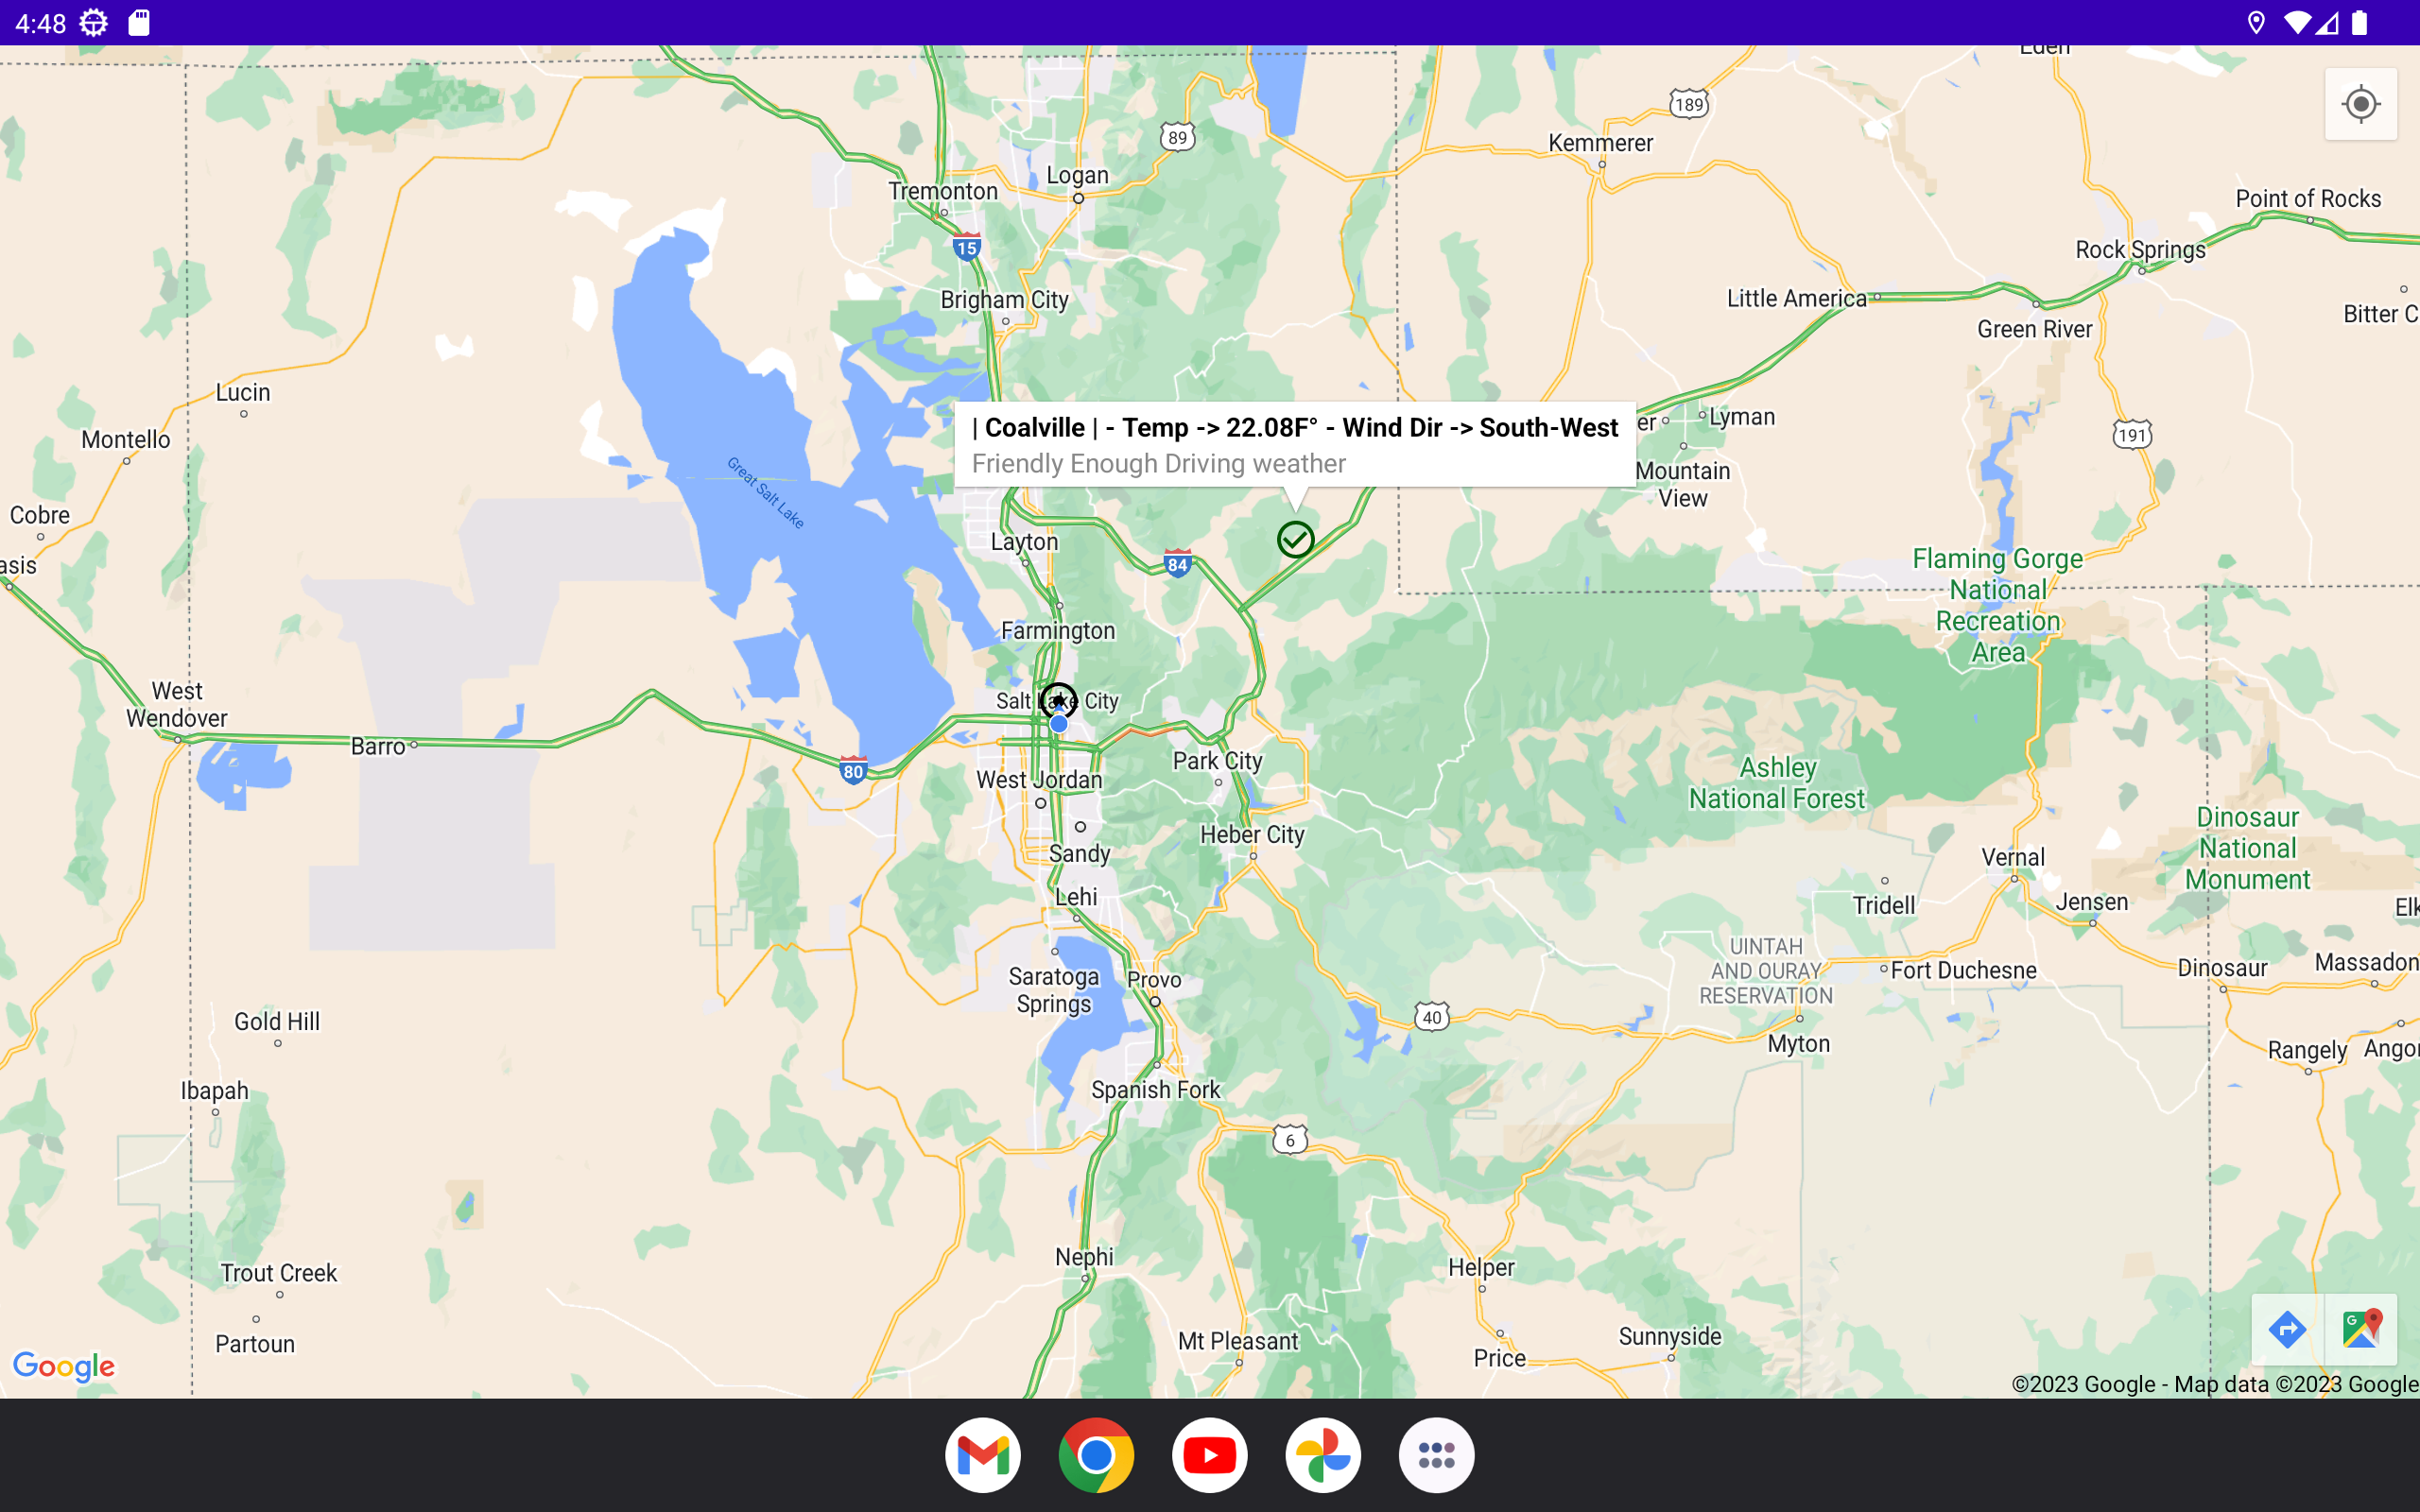 4:48
Eden
189
89
Kemmerer
Logan
Tremonton
Point of Rocks
15
Rock Springs
Brigham City
Little America
Bitter C
Green River
Lucin
| Coalville | - Temp -> 22.08F° - Wind Dir -> South-West
Friendly Enough Driving weather
er
Lyman
191
Montello
Great Salt Lake
Mountain
View
Cobre
Layton
asis
84
Flaming Gorge
National
Recreation
Area
Farmington
West
Wendover
Salt Lake City
Barro
80
Park City
West Jordan
Ashley
National Forest
Heber City
Dinosaur
National
Monument
Sandy
Vernal
Lehi
Tridell
Jensen
Elk
UINTAH
AND OURAY
RESERVATION
Saratoga
Springs
Provo
Fort Duchesne
Dinosaur
Massadon
Gold Hill
40
Myton
Rangely
Angor
Ibapah
Spanish Fork
6
Nephi
Helper
Trout Creek
Partoun
Mt Pleasant
Price
Sunnyside
G
Google
©2023 Google - Map data ©2023 Google